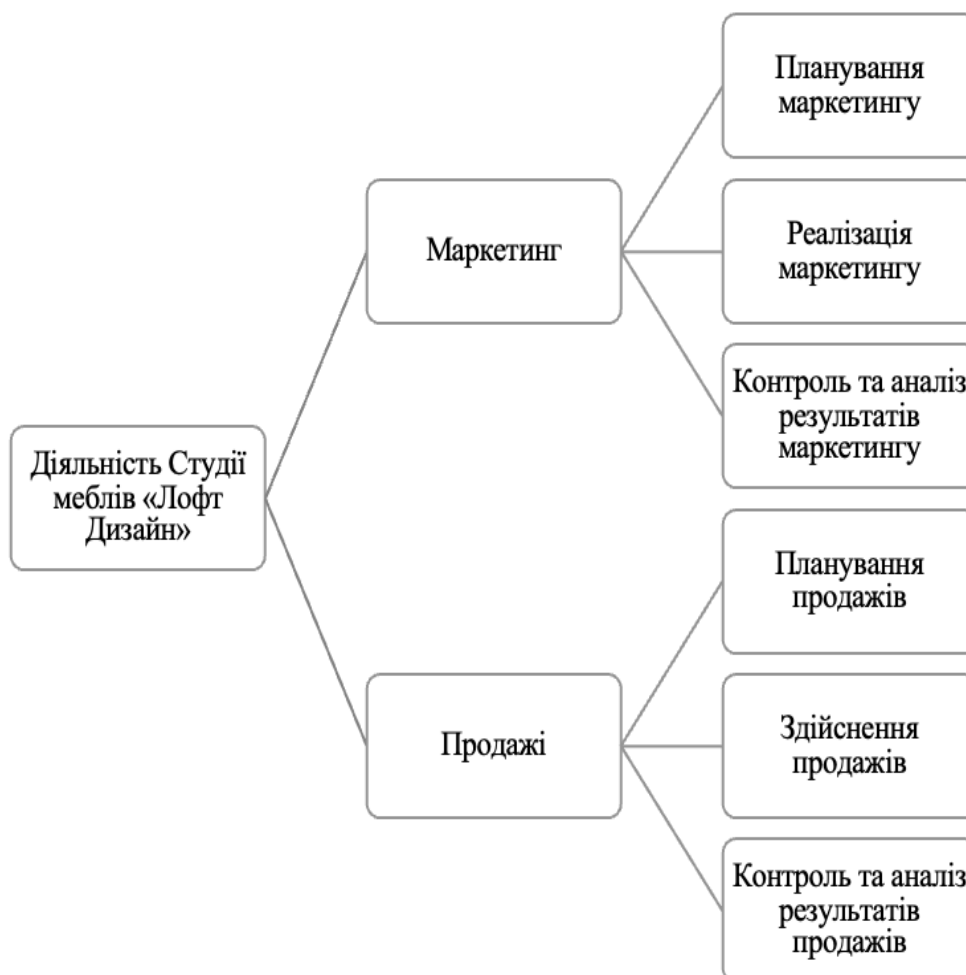 Діяльність Студії
меблів «Лофт
Дизайн»
Маркетинг
Планування
маркетингу
Реалізація
маркетингу
Контроль та аналіз
результатів
маркетингу
Продажі
Планування
продажів
Здійснення
продажів
Контроль та аналіз
результатів
продажів